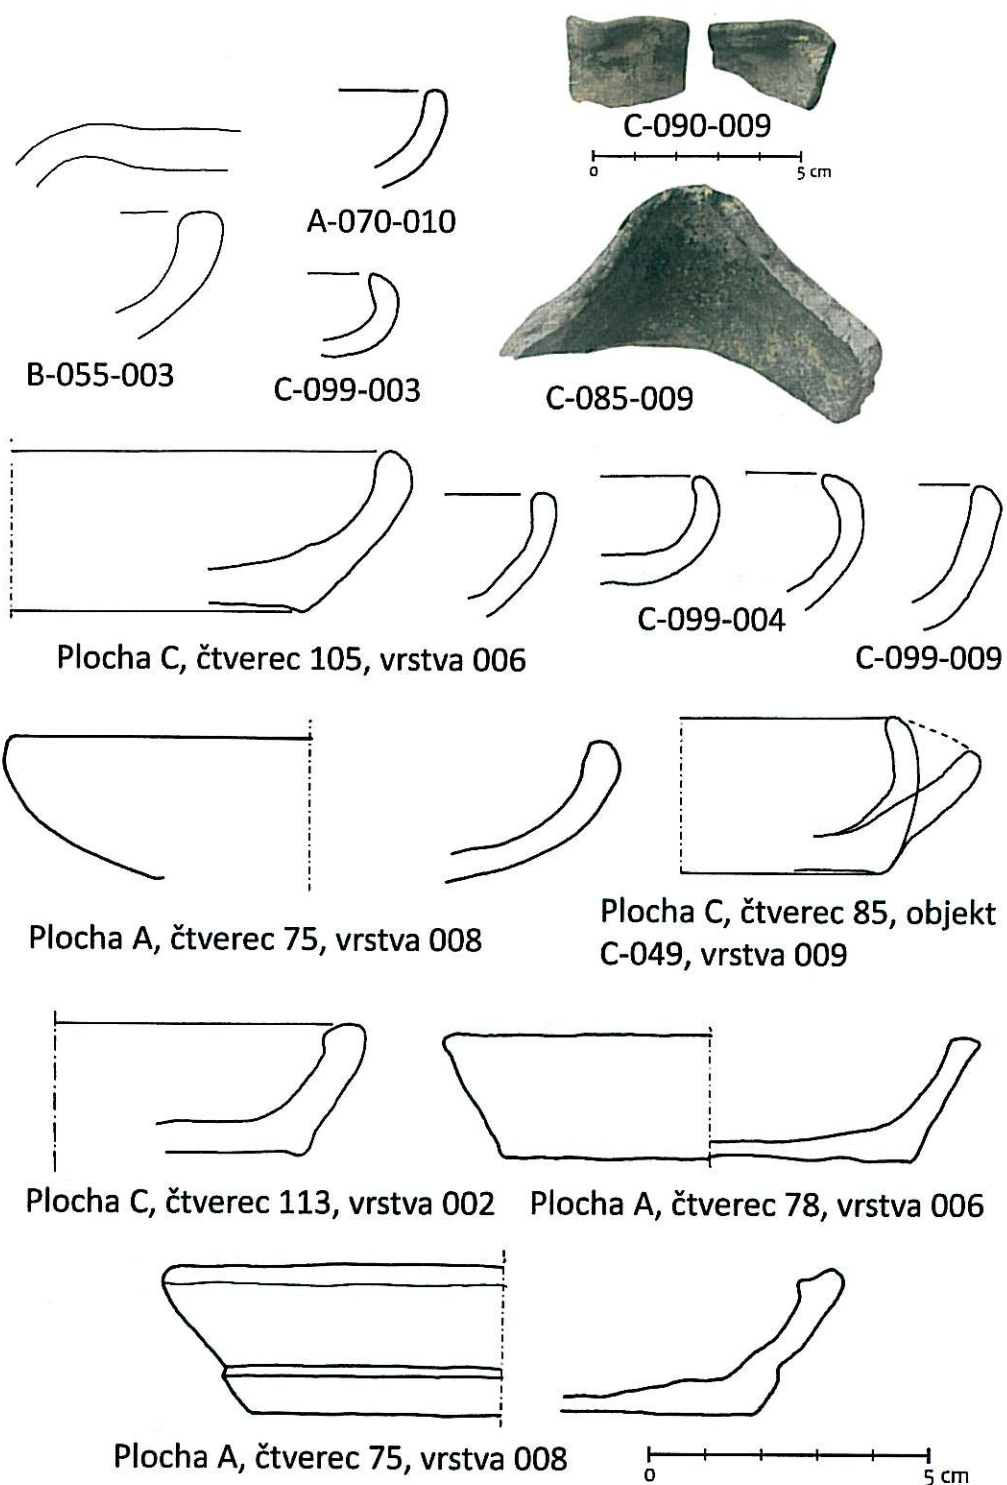 C-090-009
0 5 cm
A-070-010
B-055-003
C-099-003
C-085-009
Plocha C, čtverec 105, vrstva 006
C-099-004
C-099-009
Plocha A, čtverec 75, vrstva 008
Plocha C, čtverec 85, objekt
C-049, vrstva 009
Plocha C, čtverec 113, vrstva 002
Plocha A, čtverec 78, vrstva 006
Plocha A, čtverec 75, vrstva 008
0 5 cm